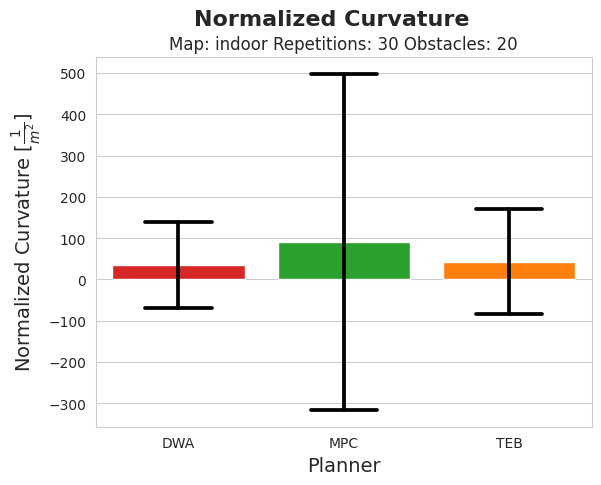 Normalized Curvature
Map: indoor Repetitions: 30 Obstacles: 20
Normalized Curvature [1/m²]
500
400
300
200
100
0
−100
−200
−300
DWA MPC TEB
Planner